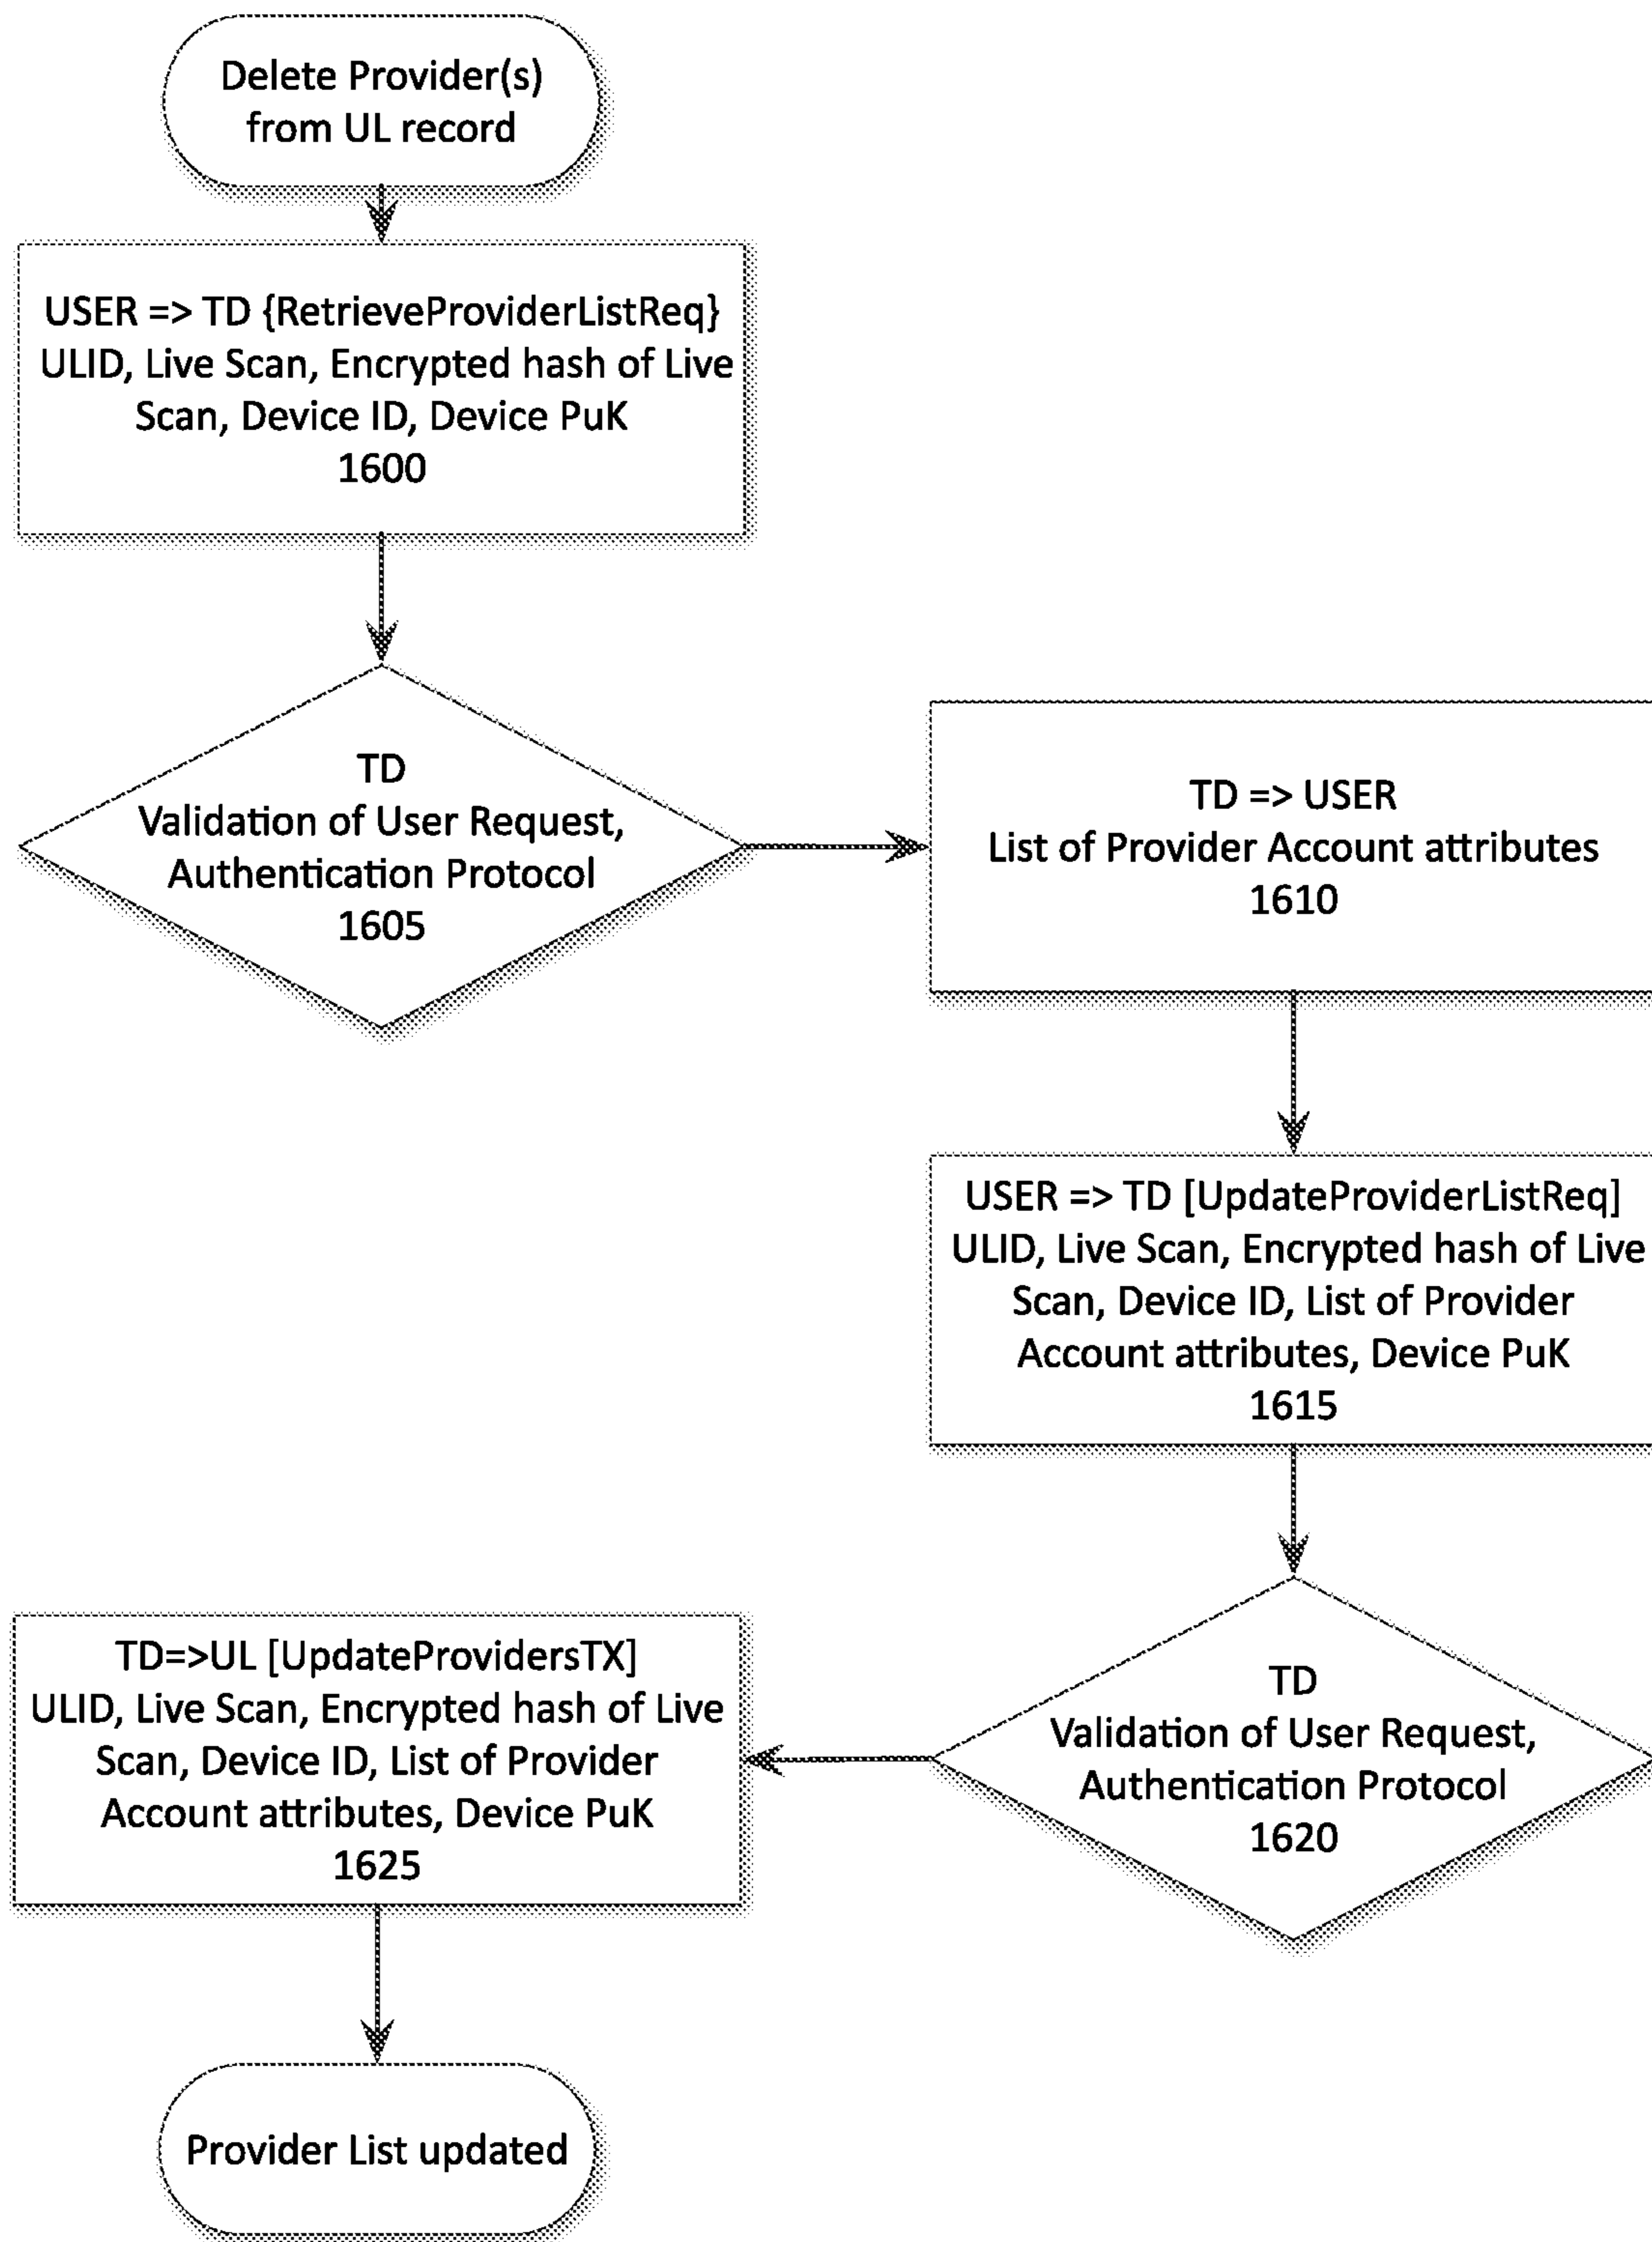 Delete Provider(s)
from UL record
USER => TD {RetrieveProviderListReq}
ULID, Live Scan, Encrypted hash of Live
Scan, Device ID, Device PuK
1600
TD
Validation of User Request,
Authentication Protocol
1605
TD => USER
List of Provider Account attributes
1610
USER => TD [UpdateProviderListReq]
ULID, Live Scan, Encrypted hash of Live
Scan, Device ID, List of Provider
Account attributes, Device PuK
1615
TD
Validation of User Request,
Authentication Protocol
1620
TD=>UL [UpdateProvidersTX]
ULID, Live Scan, Encrypted hash of Live
Scan, Device ID, List of Provider
Account attributes, Device PuK
1625
Provider List updated